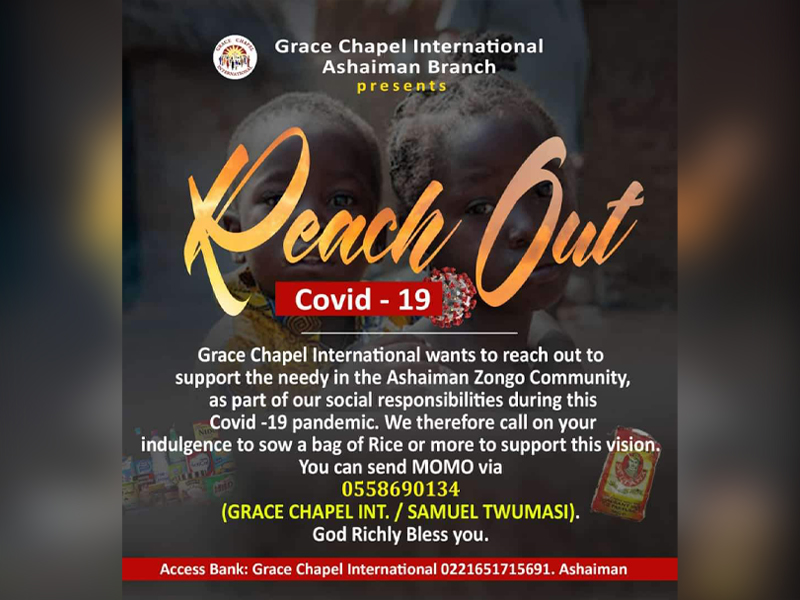 GRACE CHAPEL
INTERNATIONAL
Grace Chapel International
Ashaiman Branch
presents
Reach Out
Covid - 19
Grace Chapel International wants to reach out to
support the needy in the Ashaiman Zongo Community,
as part of our social responsibilities during this
Covid -19 pandemic. We therefore call on your
indulgence to sow a bag of Rice or more to support this vision.
You can send MOMO via
0558690134
(GRACE CHAPEL INT. / SAMUEL TWUMASI).
God Richly Bless you.
Access Bank: Grace Chapel International 0221651715691. Ashaiman